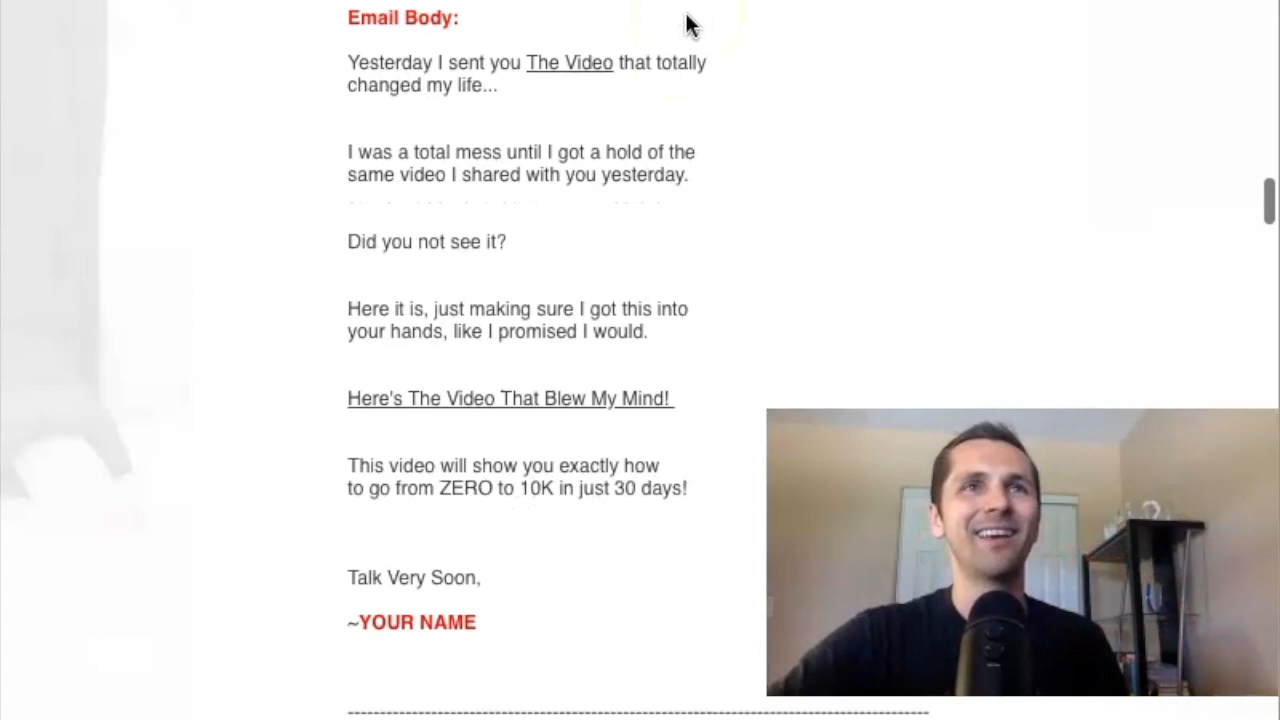 Email Body:
Yesterday I sent you The Video that totally
changed my life...
I was a total mess until I got a hold of the
same video I shared with you yesterday.
Did you not see it?
Here it is, just making sure I got this into
your hands, like I promised I would.
Here's The Video That Blew My Mind!
This video will show you exactly how
to go from ZERO to 10K in just 30 days!
Talk Very Soon,
~YOUR NAME